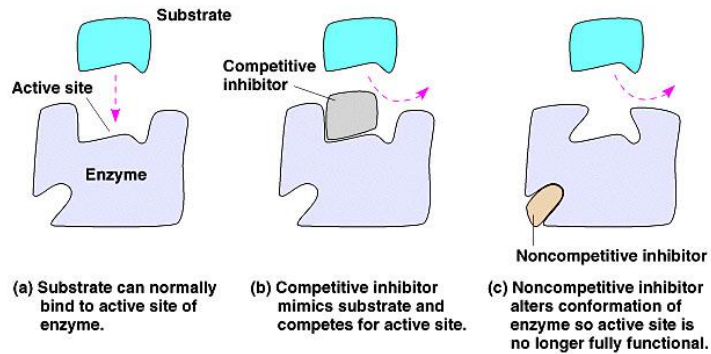 Substrate
Active site
Enzyme
(a) Substrate can normally
bind to active site of
enzyme.
Competitive
inhibitor
(b) Competitive inhibitor
mimics substrate and
competes for active site.
Noncompetitive inhibitor
(c) Noncompetitive inhibitor
alters conformation of
enzyme so active site is
no longer fully functional.